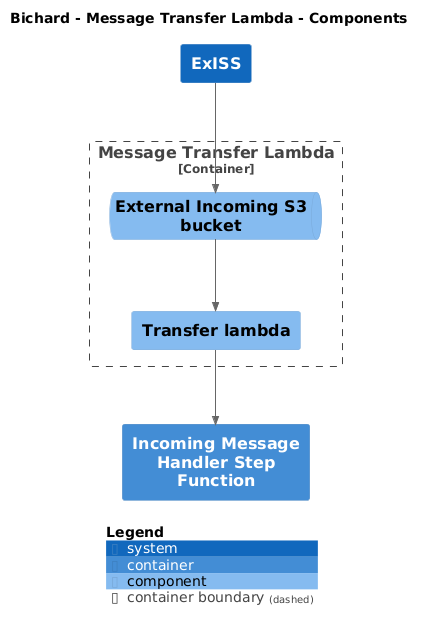 Bichard - Message Transfer Lambda - Components
ExISS
Message Transfer Lambda
[Container]
External Incoming S3
bucket
Transfer lambda
Incoming Message
Handler Step
Function
Legend
system
container
component
container boundary (dashed)